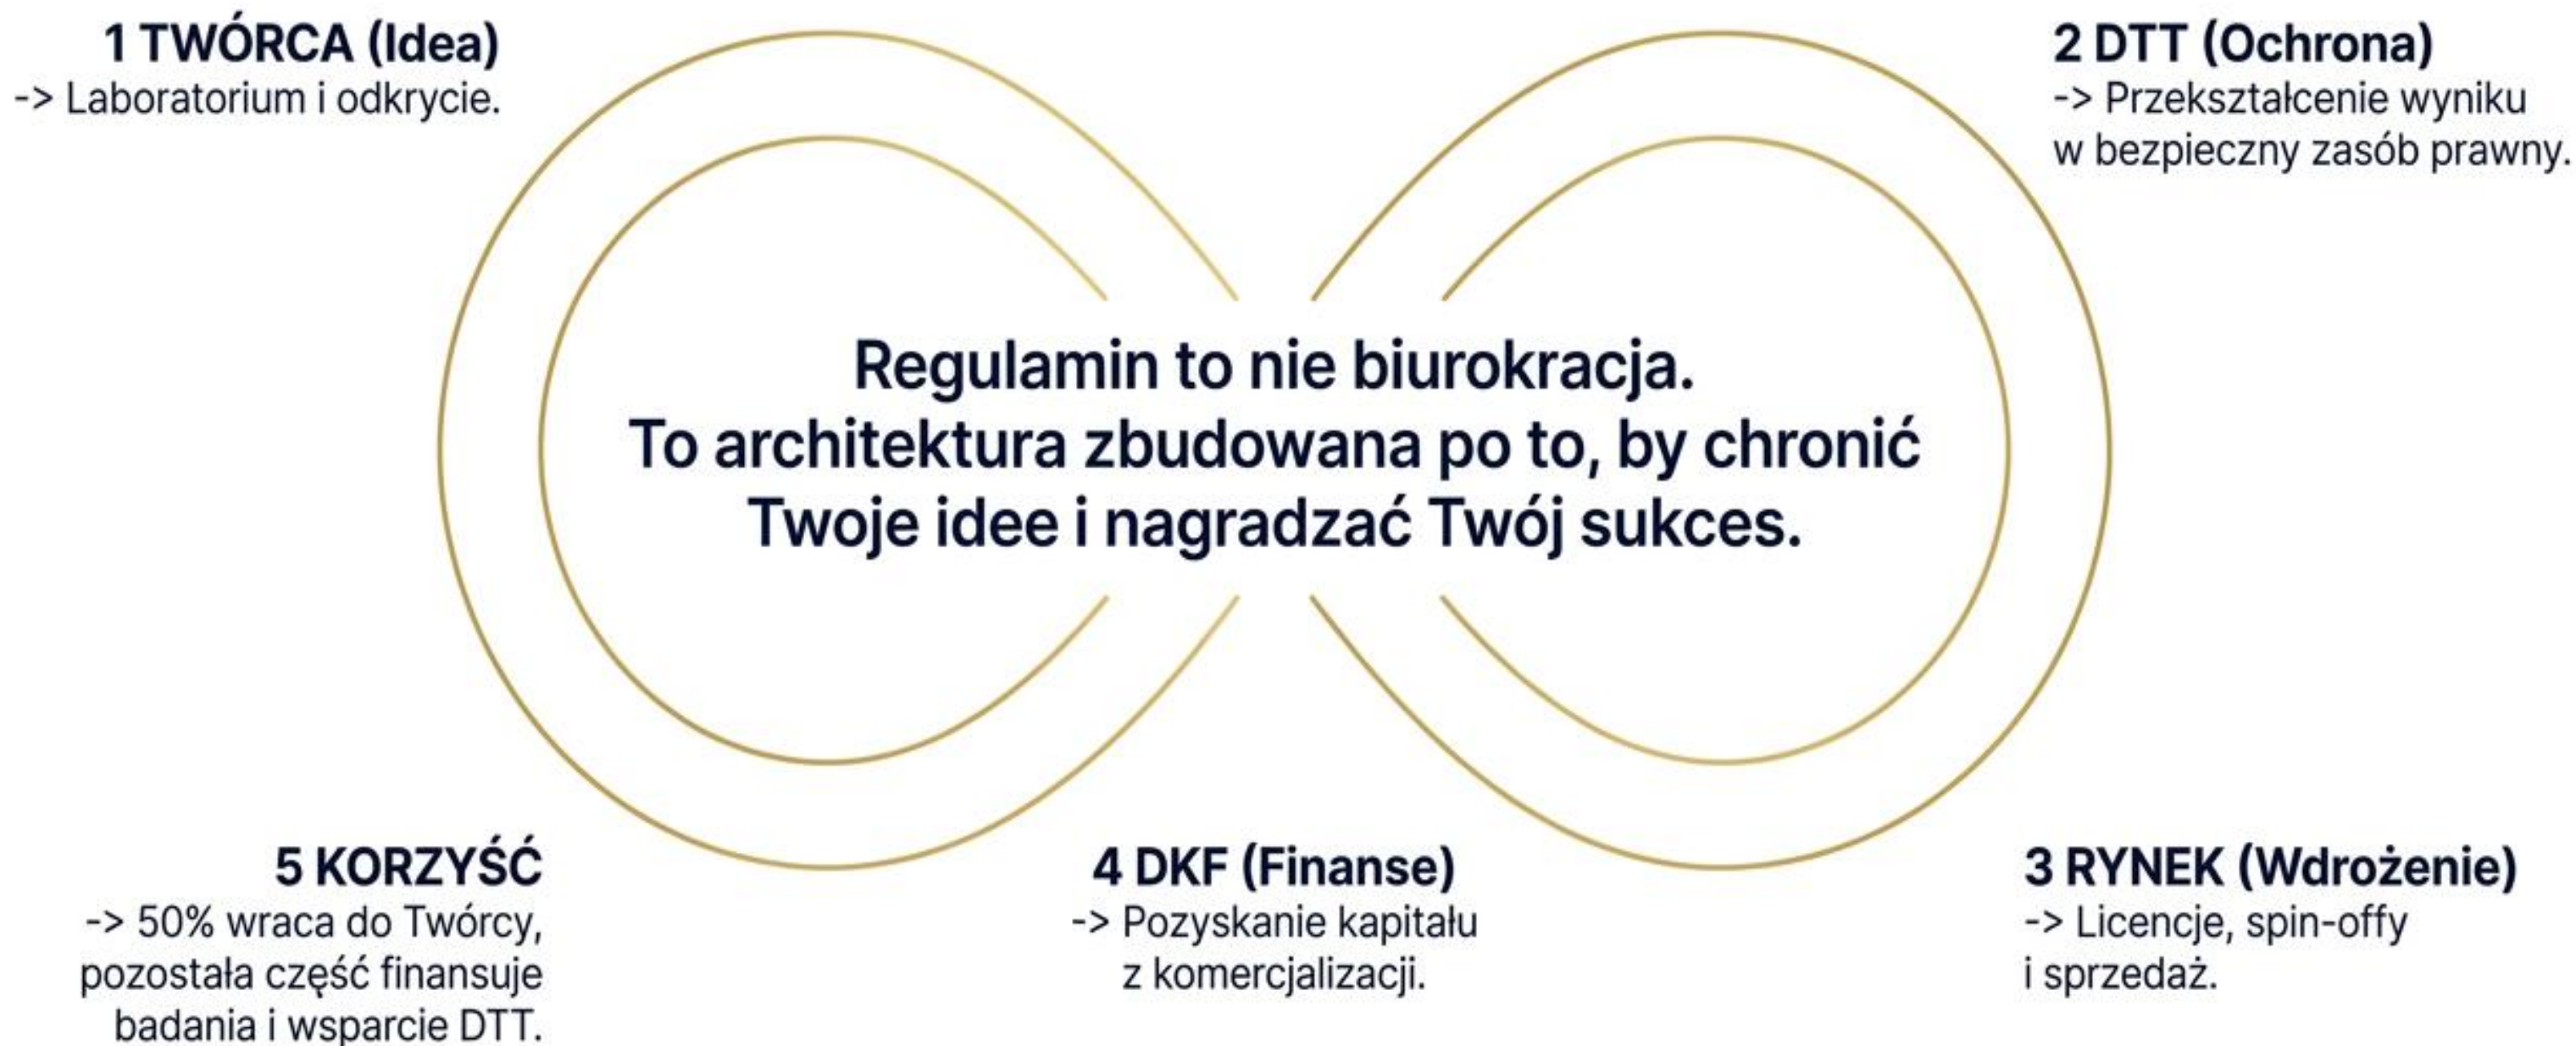 1 TWÓRCA (Idea)
-> Laboratorium i odkrycie.
2 DTT (Ochrona)
-> Przekształcenie wyniku
w bezpieczny zasób prawny.
Regulamin to nie biurokracja.
To architektura zbudowana po to, by chronić
Twoje idee i nagradzać Twój sukces.
3 RYNEK (Wdrożenie)
-> Licencje, spin-offy
i sprzedaż.
4 DKF (Finanse)
-> Pozyskanie kapitału
z komercjalizacji.
5 KORZYŚĆ
-> 50% wraca do Twórcy,
pozostała część finansuje
badania i wsparcie DTT.